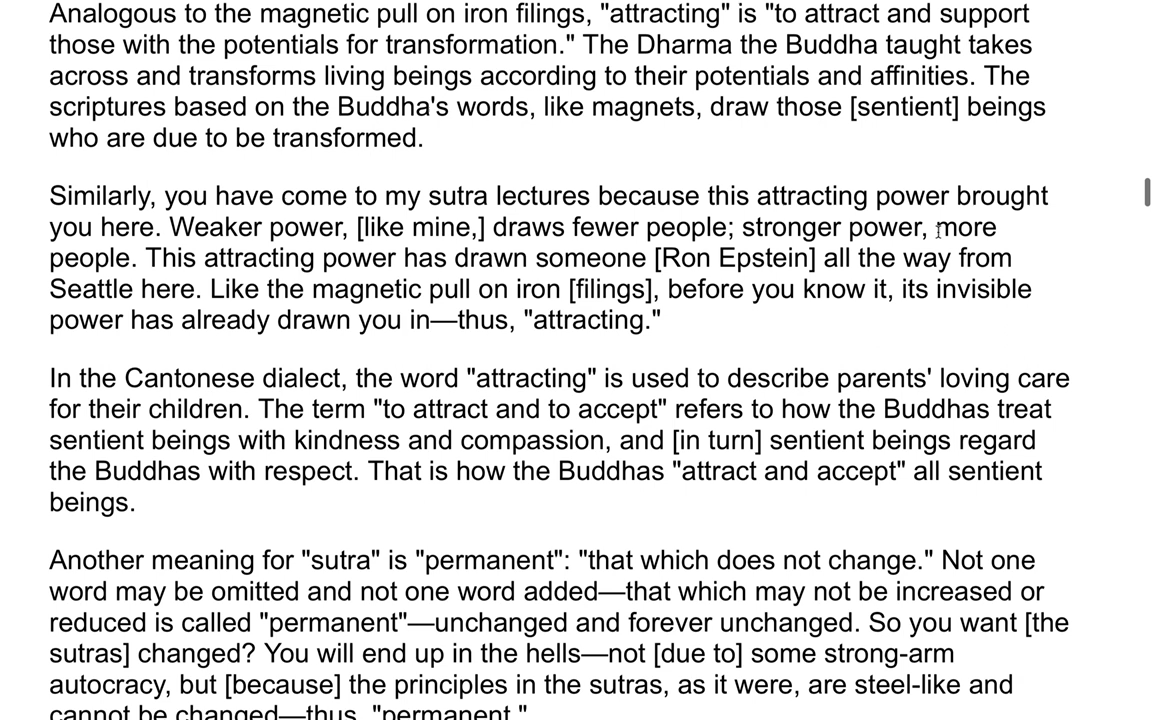 Analogous to the magnetic pull on iron filings, "attracting" is "to attract and support
those with the potentials for transformation." The Dharma the Buddha taught takes
across and transforms living beings according to their potentials and affinities. The
scriptures based on the Buddha's words, like magnets, draw those [sentient] beings
who are due to be transformed.
Similarly, you have come to my sutra lectures because this attracting power brought
you here. Weaker power, [like mine,] draws fewer people; stronger power, more
people. This attracting power has drawn someone [Ron Epstein] all the way from
Seattle here. Like the magnetic pull on iron [filings], before you know it, its invisible
power has already drawn you in—thus, "attracting."
In the Cantonese dialect, the word "attracting" is used to describe parents' loving care
for their children. The term "to attract and to accept" refers to how the Buddhas treat
sentient beings with kindness and compassion, and [in turn] sentient beings regard
the Buddhas with respect. That is how the Buddhas "attract and accept" all sentient
beings.
Another meaning for "sutra" is "permanent": "that which does not change." Not one
word may be omitted and not one word added—that which may not be increased or
reduced is called "permanent"—unchanged and forever unchanged. So you want [the
sutras] changed? You will end up in the hells—not [due to] some strong-arm
autocracy, but [because] the principles in the sutras, as it were, are steel-like and
cannot be changed—thus, "permanent."